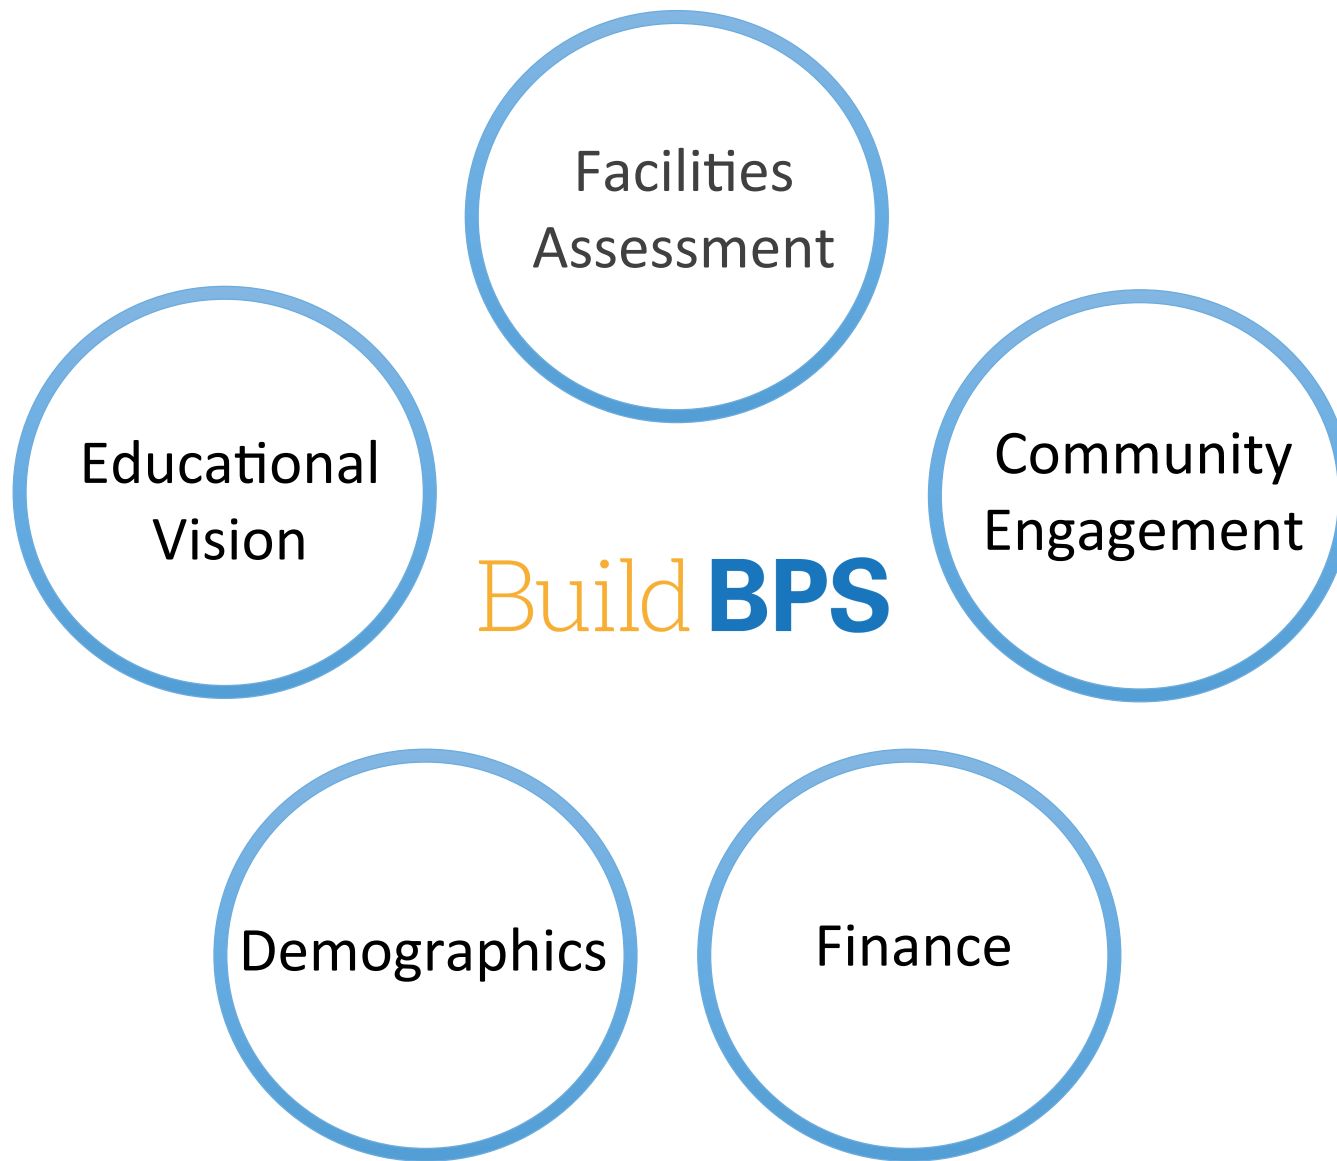 Facilities
Assessment
Educational
Vision
Community
Engagement
Build BPS
Demographics
Finance